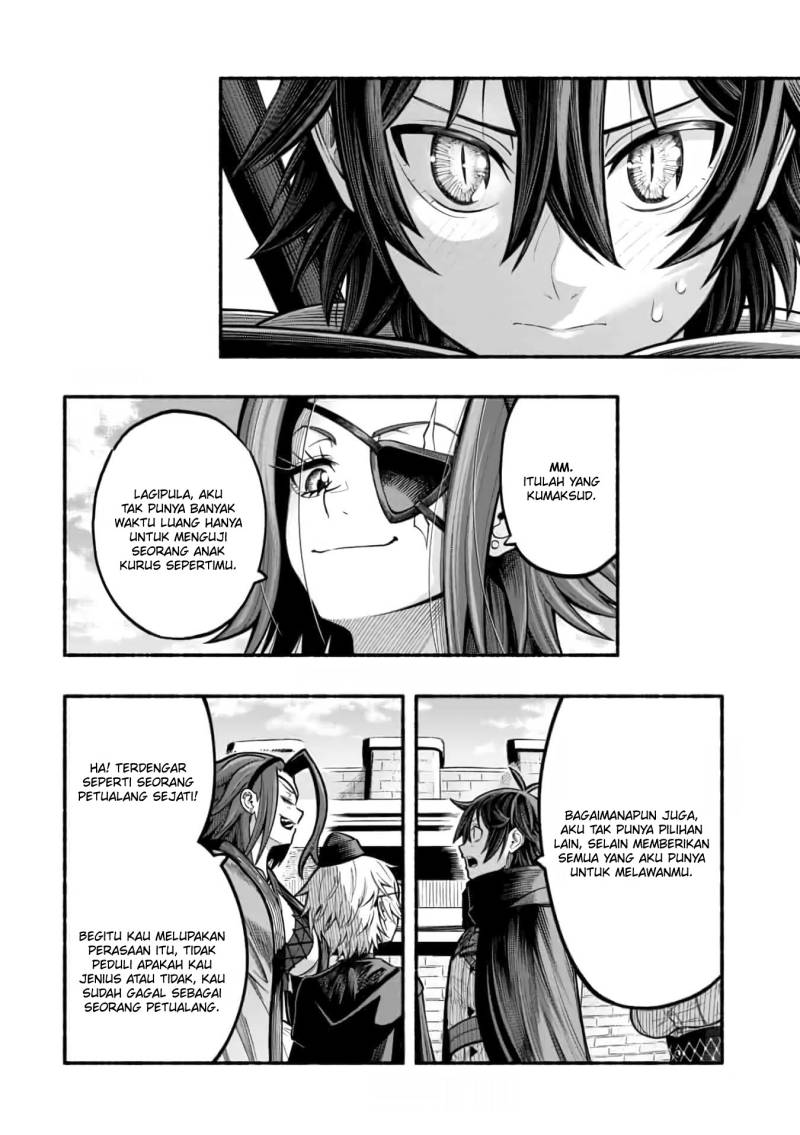 MM.
ITULAH YANG
KUMAKSUD.
LAGIPULA, AKU
TAK PUNYA BANYAK
WAKTU LUANG HANYA
UNTUK MENGUJI
SEORANG ANAK
KURUS SEPERTIMU.
BAGAIMANAPUN JUGA,
AKU TAK PUNYA PILIHAN
LAIN, SELAIN MEMBERIKAN
SEMUA YANG AKU PUNYA
UNTUK MELAWANMU.
HA! TERDENGAR
SEPERTI SEORANG
PETUALANG SEJATI!
BEGITU KAU MELUPAKAN
PERASAAN ITU, TIDAK
PEDULI APAKAH KAU
JENIUS ATAU TIDAK, KAU
SUDAH GAGAL SEBAGAI
SEORANG PETUALANG.